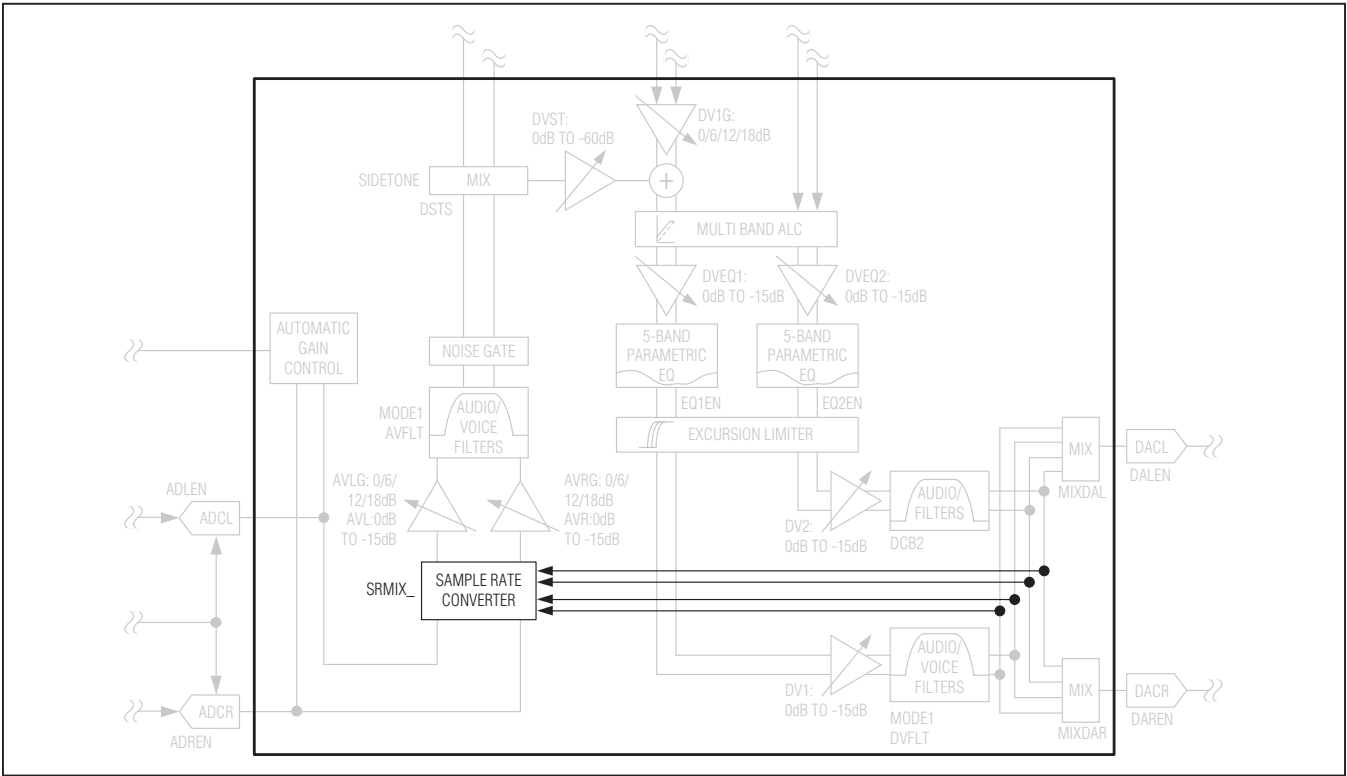 DVST:
0dB TO -60dB
DV1G:
0/6/12/18dB
SIDETONE
MIX
DSTS
+
MULTI BAND ALC
DVEQ1:
0dB TO -15dB
DVEQ2:
0dB TO -15dB
AUTOMATIC
GAIN
CONTROL
NOISE GATE
5-BAND
PARAMETRIC
EQ
5-BAND
PARAMETRIC
EQ
EQ1EN
EQ2EN
MODE1
AVFLT
AUDIO/
VOICE
FILTERS
EXCURSION LIMITER
MIX
MIXDAL
DACL
DALEN
ADLEN
ADCL
AVLG: 0/6/
12/18dB
AVL:0dB
TO -15dB
AVRG: 0/6/
12/18dB
AVR:0dB
TO -15dB
DV2:
0dB TO -15dB
AUDIO/
FILTERS
DCB2
SRMIX_
SAMPLE RATE
CONVERTER
DV1:
0dB TO -15dB
AUDIO/
VOICE
FILTERS
MODE1
DVFLT
MIX
MIXDAR
DACR
DAREN
ADCR
ADREN